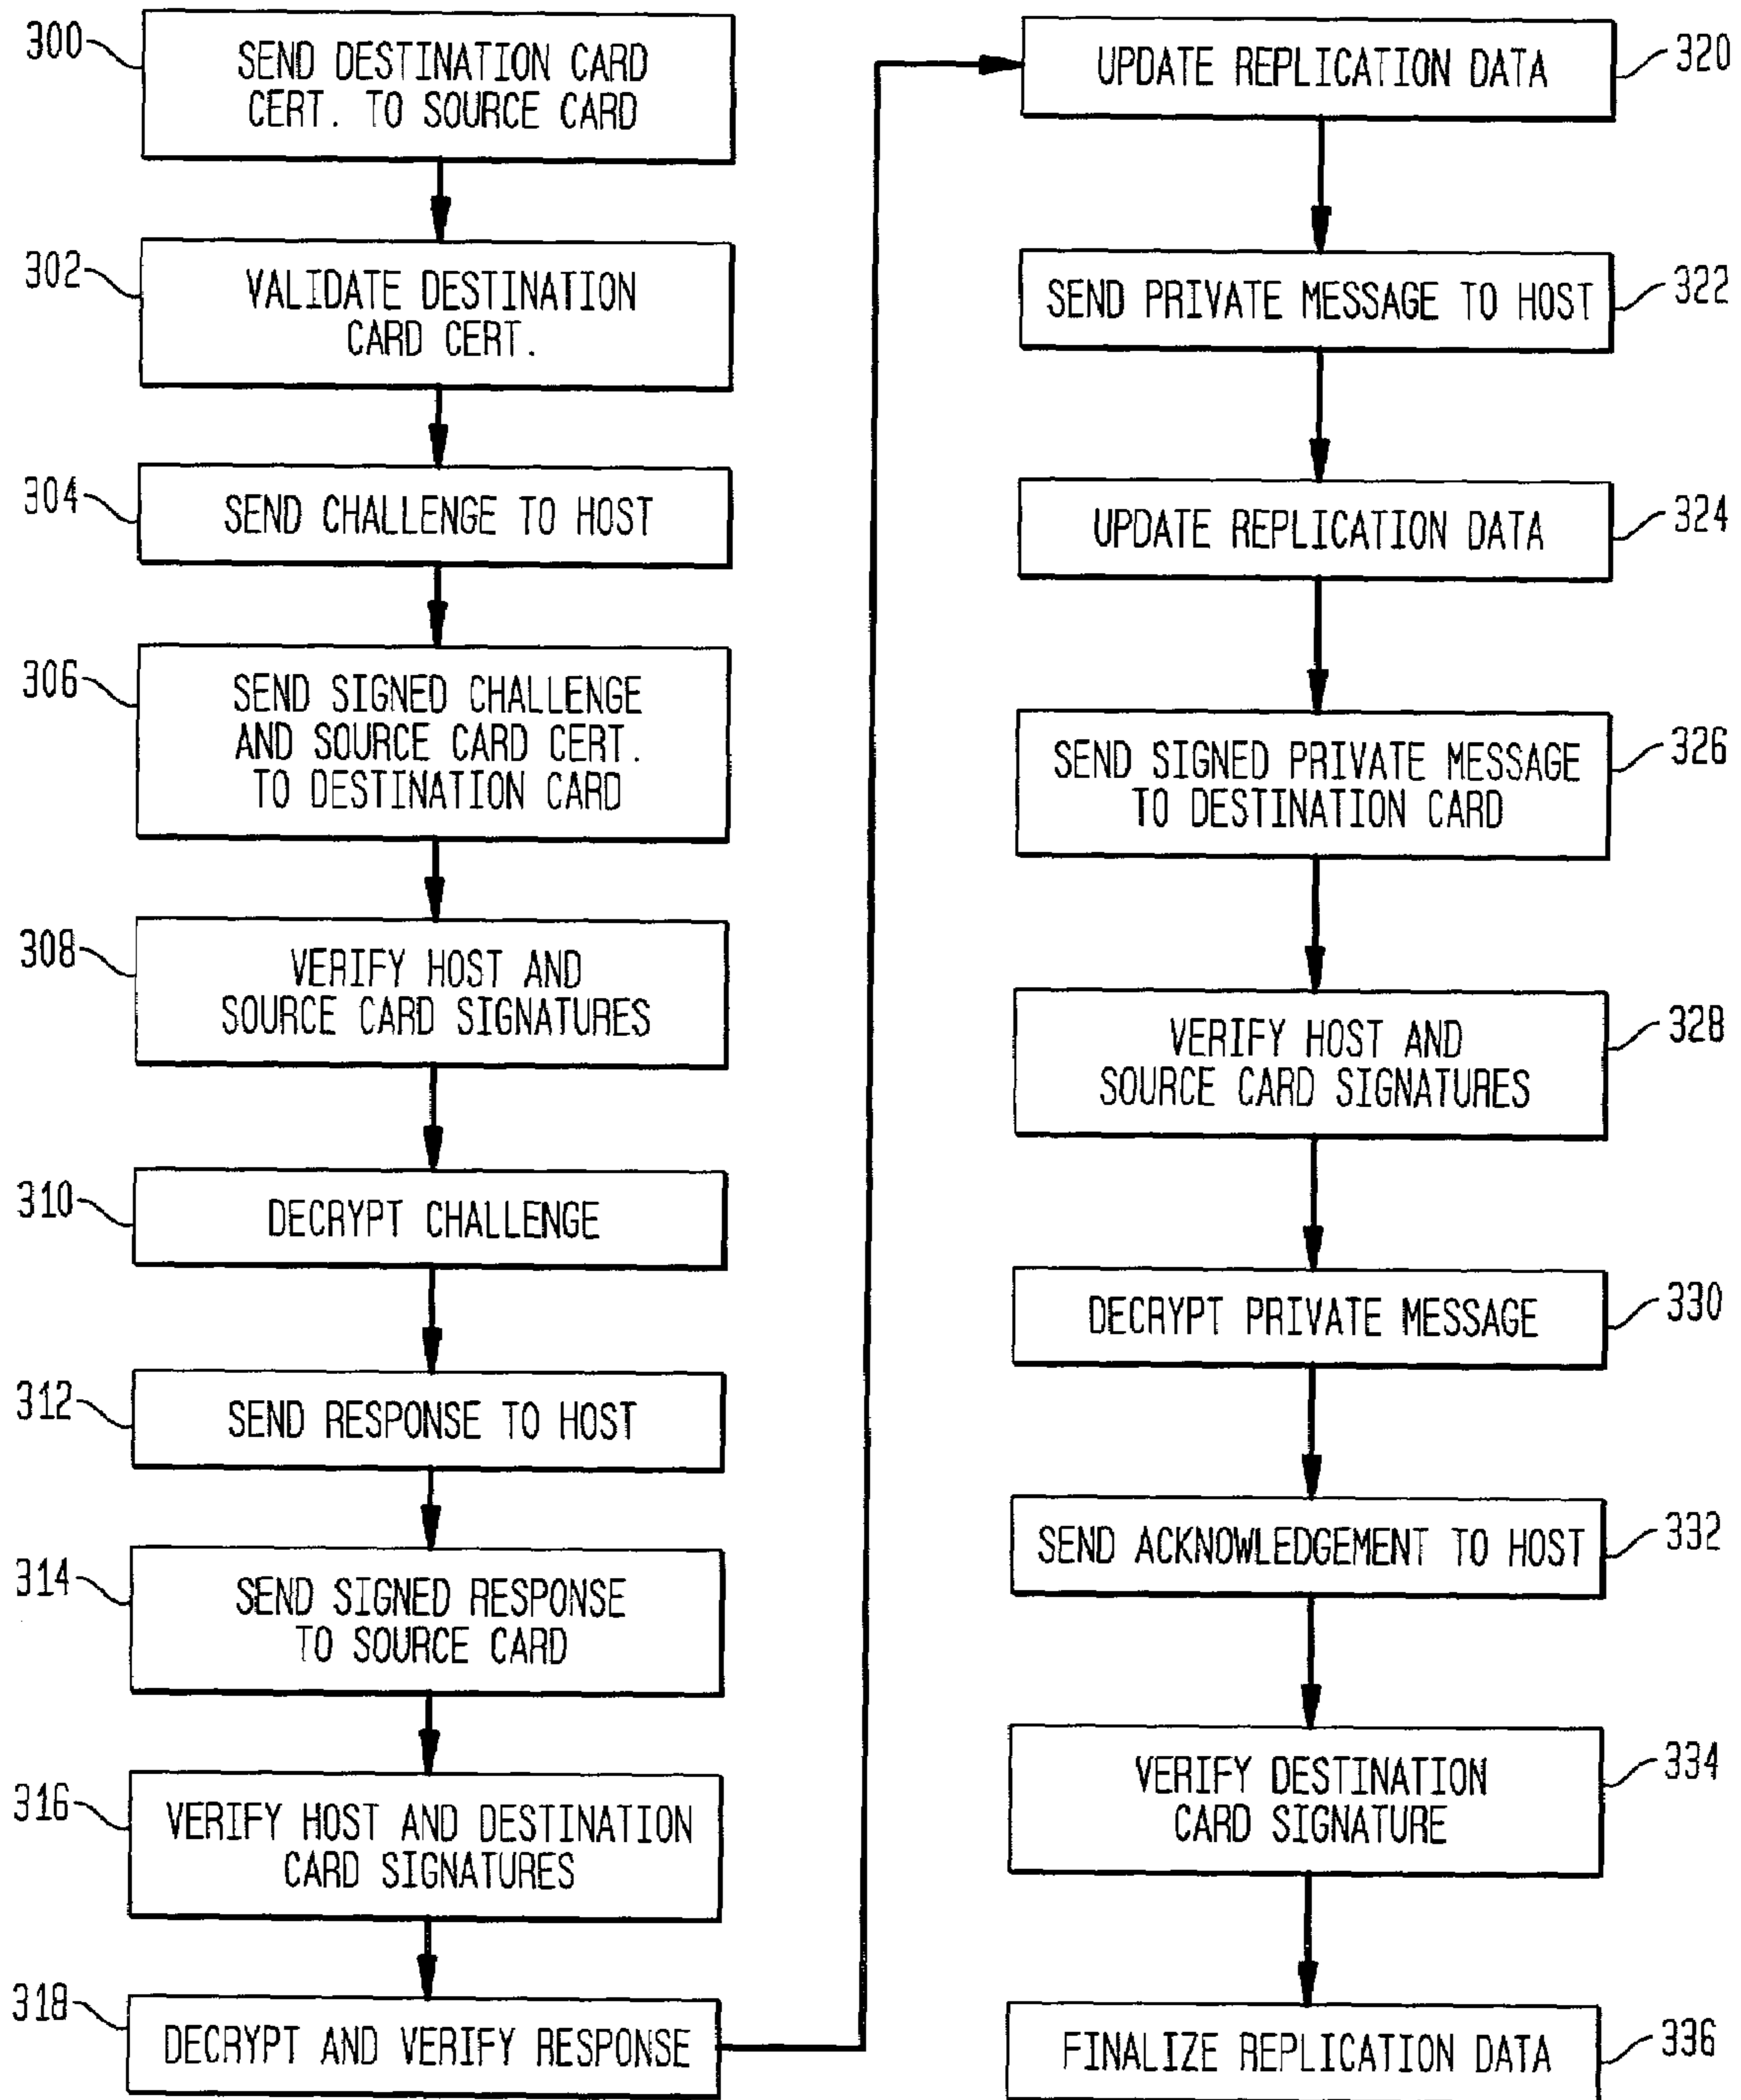 300
SEND DESTINATION CARD
CERT. TO SOURCE CARD
302
VALIDATE DESTINATION
CARD CERT.
304
SEND CHALLENGE TO HOST
306
SEND SIGNED CHALLENGE
AND SOURCE CARD CERT.
TO DESTINATION CARD
308
VERIFY HOST AND
SOURCE CARD SIGNATURES
310
DECRYPT CHALLENGE
312
SEND RESPONSE TO HOST
314
SEND SIGNED RESPONSE
TO SOURCE CARD
316
VERIFY HOST AND DESTINATION
CARD SIGNATURES
318
DECRYPT AND VERIFY RESPONSE
UPDATE REPLICATION DATA
320
SEND PRIVATE MESSAGE TO HOST
322
UPDATE REPLICATION DATA
324
SEND SIGNED PRIVATE MESSAGE
TO DESTINATION CARD
326
VERIFY HOST AND
SOURCE CARD SIGNATURES
328
DECRYPT PRIVATE MESSAGE
330
SEND ACKNOWLEDGEMENT TO HOST
332
VERIFY DESTINATION
CARD SIGNATURE
334
FINALIZE REPLICATION DATA
336